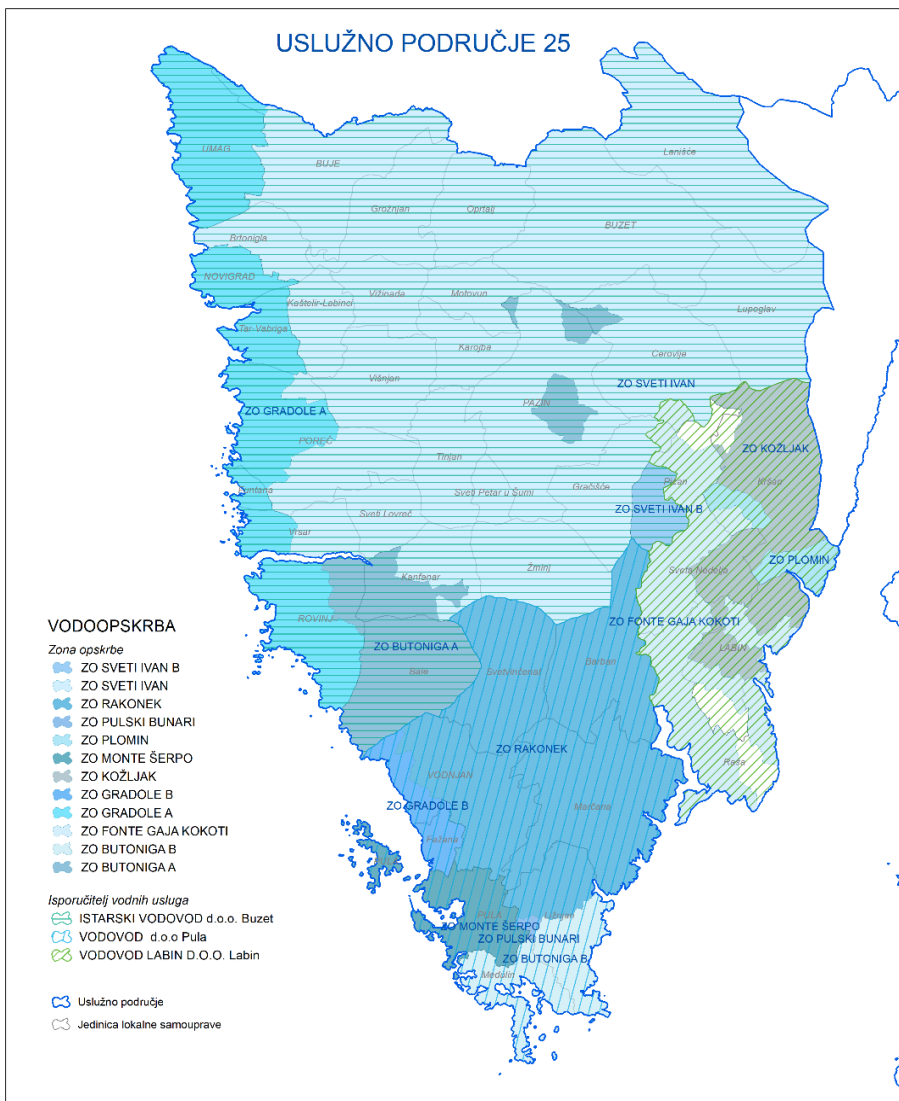 USLUŽNO PODRUČJE 25
Lanišće
UMAG
BUJE
Grožnjan
Oprtalj
BUZET
Brtonigla
NOVIGRAD
Kaštelir-Labinci
Vižinada
Motovun
Lupoglav
Tar-Vabriga
Karojba
Cerovlje
Višnjan
ZO SVETI IVAN
PAZIN
ZO GRADOLE A
POREČ
ZO KOŽLJAK
Tinjan
Kršan
Pićan
Gračišće
Funtana
Sveti Petar u Šumi
ZO SVETI IVAN B
Sveti Lovreč
Vrsar
ZO PLOMIN
Žminj
Sveta Nedelja
Kanfanar
ROVINJ
ZO FONTE GAJA KOKOTI
ZO BUTONIGA A
LABIN
Barban
Bale
Svetvinčenat
ZO RAKONEK
Raša
VODNJAN
ZO GRADOLE B
Marčana
Fažana
PULA
Ližnjan
ZO MONTE ŠERPO
ZO PULSKI BUNARI
ZO BUTONIGA B
Medulin
VODOOPSKRBA
Zona opskrbe
ZO SVETI IVAN B
ZO SVETI IVAN
ZO RAKONEK
ZO PULSKI BUNARI
ZO PLOMIN
ZO MONTE ŠERPO
ZO KOŽLJAK
ZO GRADOLE B
ZO GRADOLE A
ZO FONTE GAJA KOKOTI
ZO BUTONIGA B
ZO BUTONIGA A
Isporučitelj vodnih usluga
ISTARSKI VODOVOD d.o.o. Buzet
VODOVOD d.o.o Pula
VODOVOD LABIN D.O.O. Labin
Uslužno područje
Jedinica lokalne samouprave